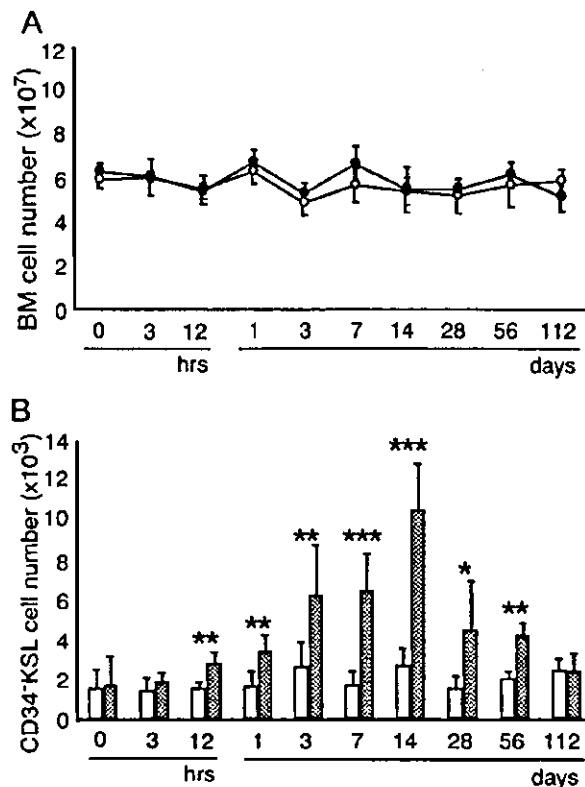 A
BM cell number (x10⁷)
12
10
8
6
4
2
0
0 3 12 1 3 7 14 28 56 112
hrs days
B
CD34⁻KSL cell number (x10³)
14
12
10
8
6
4
2
0
** ** ** *** *** * **
0 3 12 1 3 7 14 28 56 112
hrs days